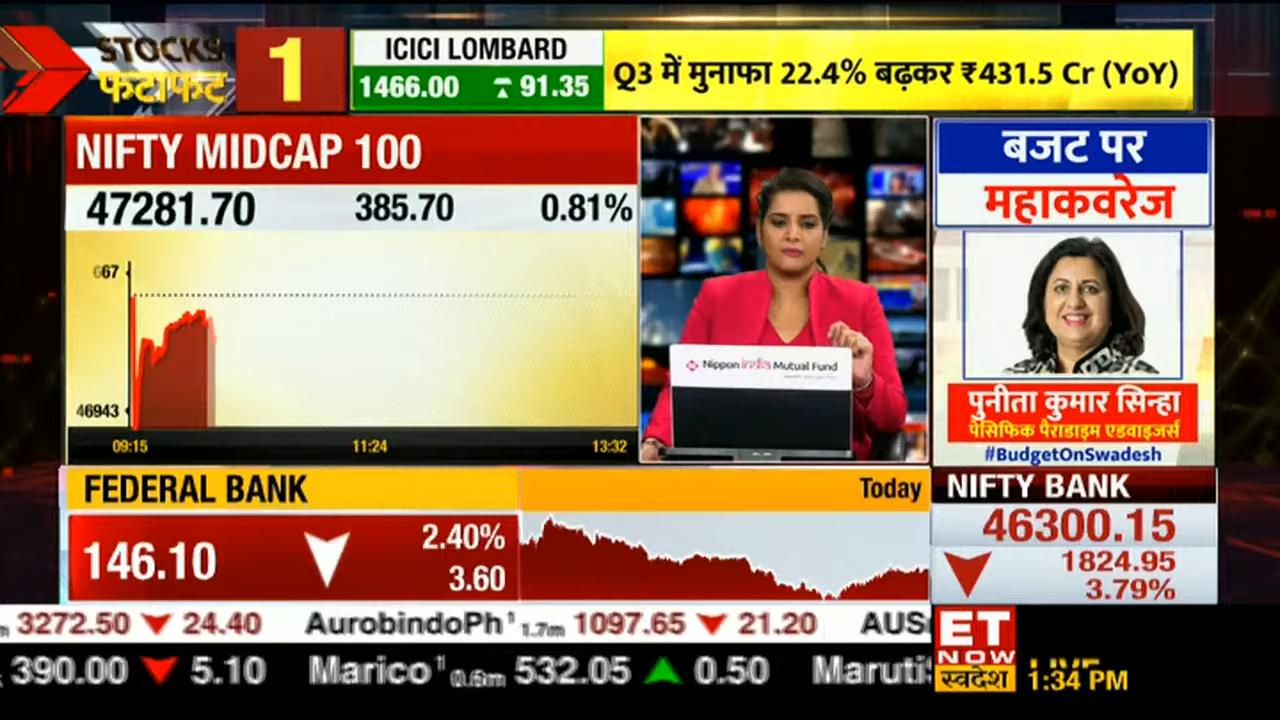 STOCKS
फटाफट
1
ICICI LOMBARD
1466.00 91.35
Q3 में मुनाफा 22.4% बढ़कर ₹431.5 Cr (YoY)
NIFTY MIDCAP 100
47281.70 385.70 0.81%
667
46943
09:15 11:24 13:32
Nippon india Mutual Fund
बजट पर
महाकवरेज
पुनीता कुमार सिन्हा
पैसिफिक पैराडाइम एडवाइजर्स
#BudgetOnSwadesh
FEDERAL BANK
Today
146.10
2.40%
3.60
NIFTY BANK
46300.15
1824.95
3.79%
3272.50 24.40 AurobindoPh 1.7m 1097.65 21.20
390.00 5.10 Marico 0.6m 532.05 0.50 Maruti
ET
NOW
स्वदेश
LIVE
1:34 PM